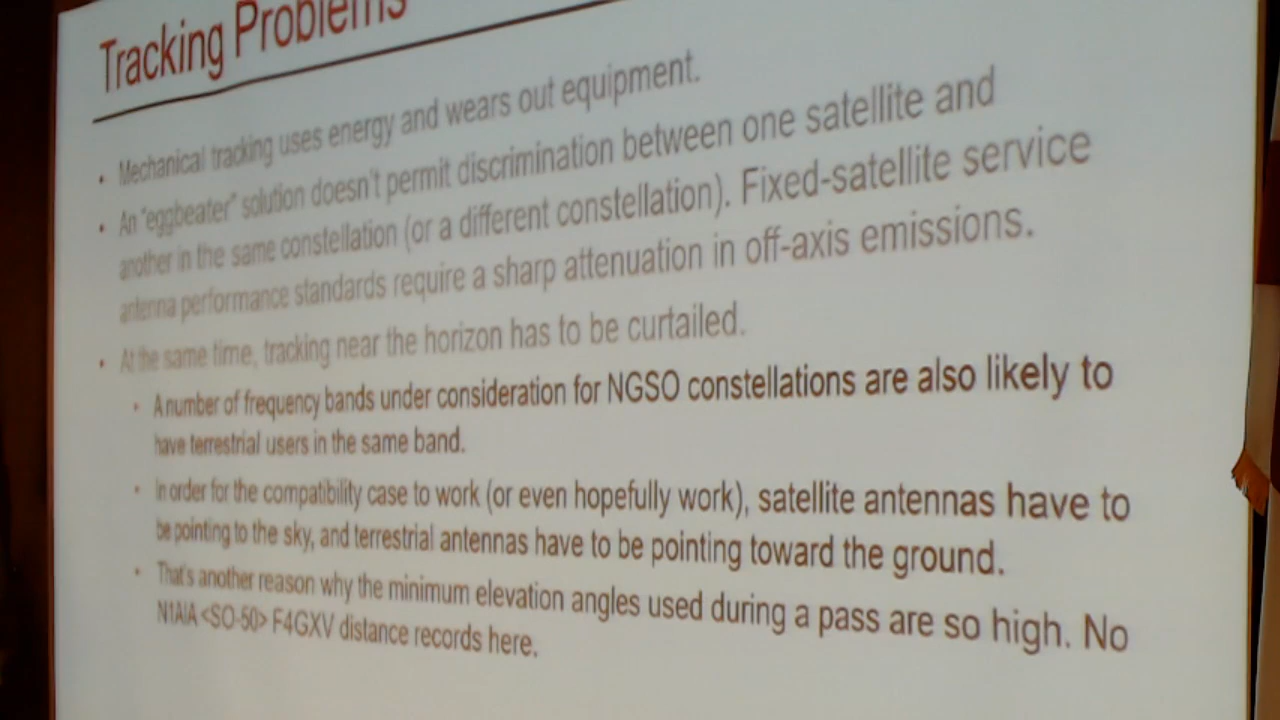 Tracking Problems
• Mechanical tracking uses energy and wears out equipment.
• An "eggbeater" solution doesn't permit discrimination between one satellite and
another in the same constellation (or a different constellation). Fixed-satellite service
antenna performance standards require a sharp attenuation in off-axis emissions.
• At the same time, tracking near the horizon has to be curtailed.
• A number of frequency bands under consideration for NGSO constellations are also likely to
have terrestrial users in the same band.
• In order for the compatibility case to work (or even hopefully work), satellite antennas have to
be pointing to the sky, and terrestrial antennas have to be pointing toward the ground.
• That's another reason why the minimum elevation angles used during a pass are so high. No
N1AIA <SO-50> F4GXV distance records here.